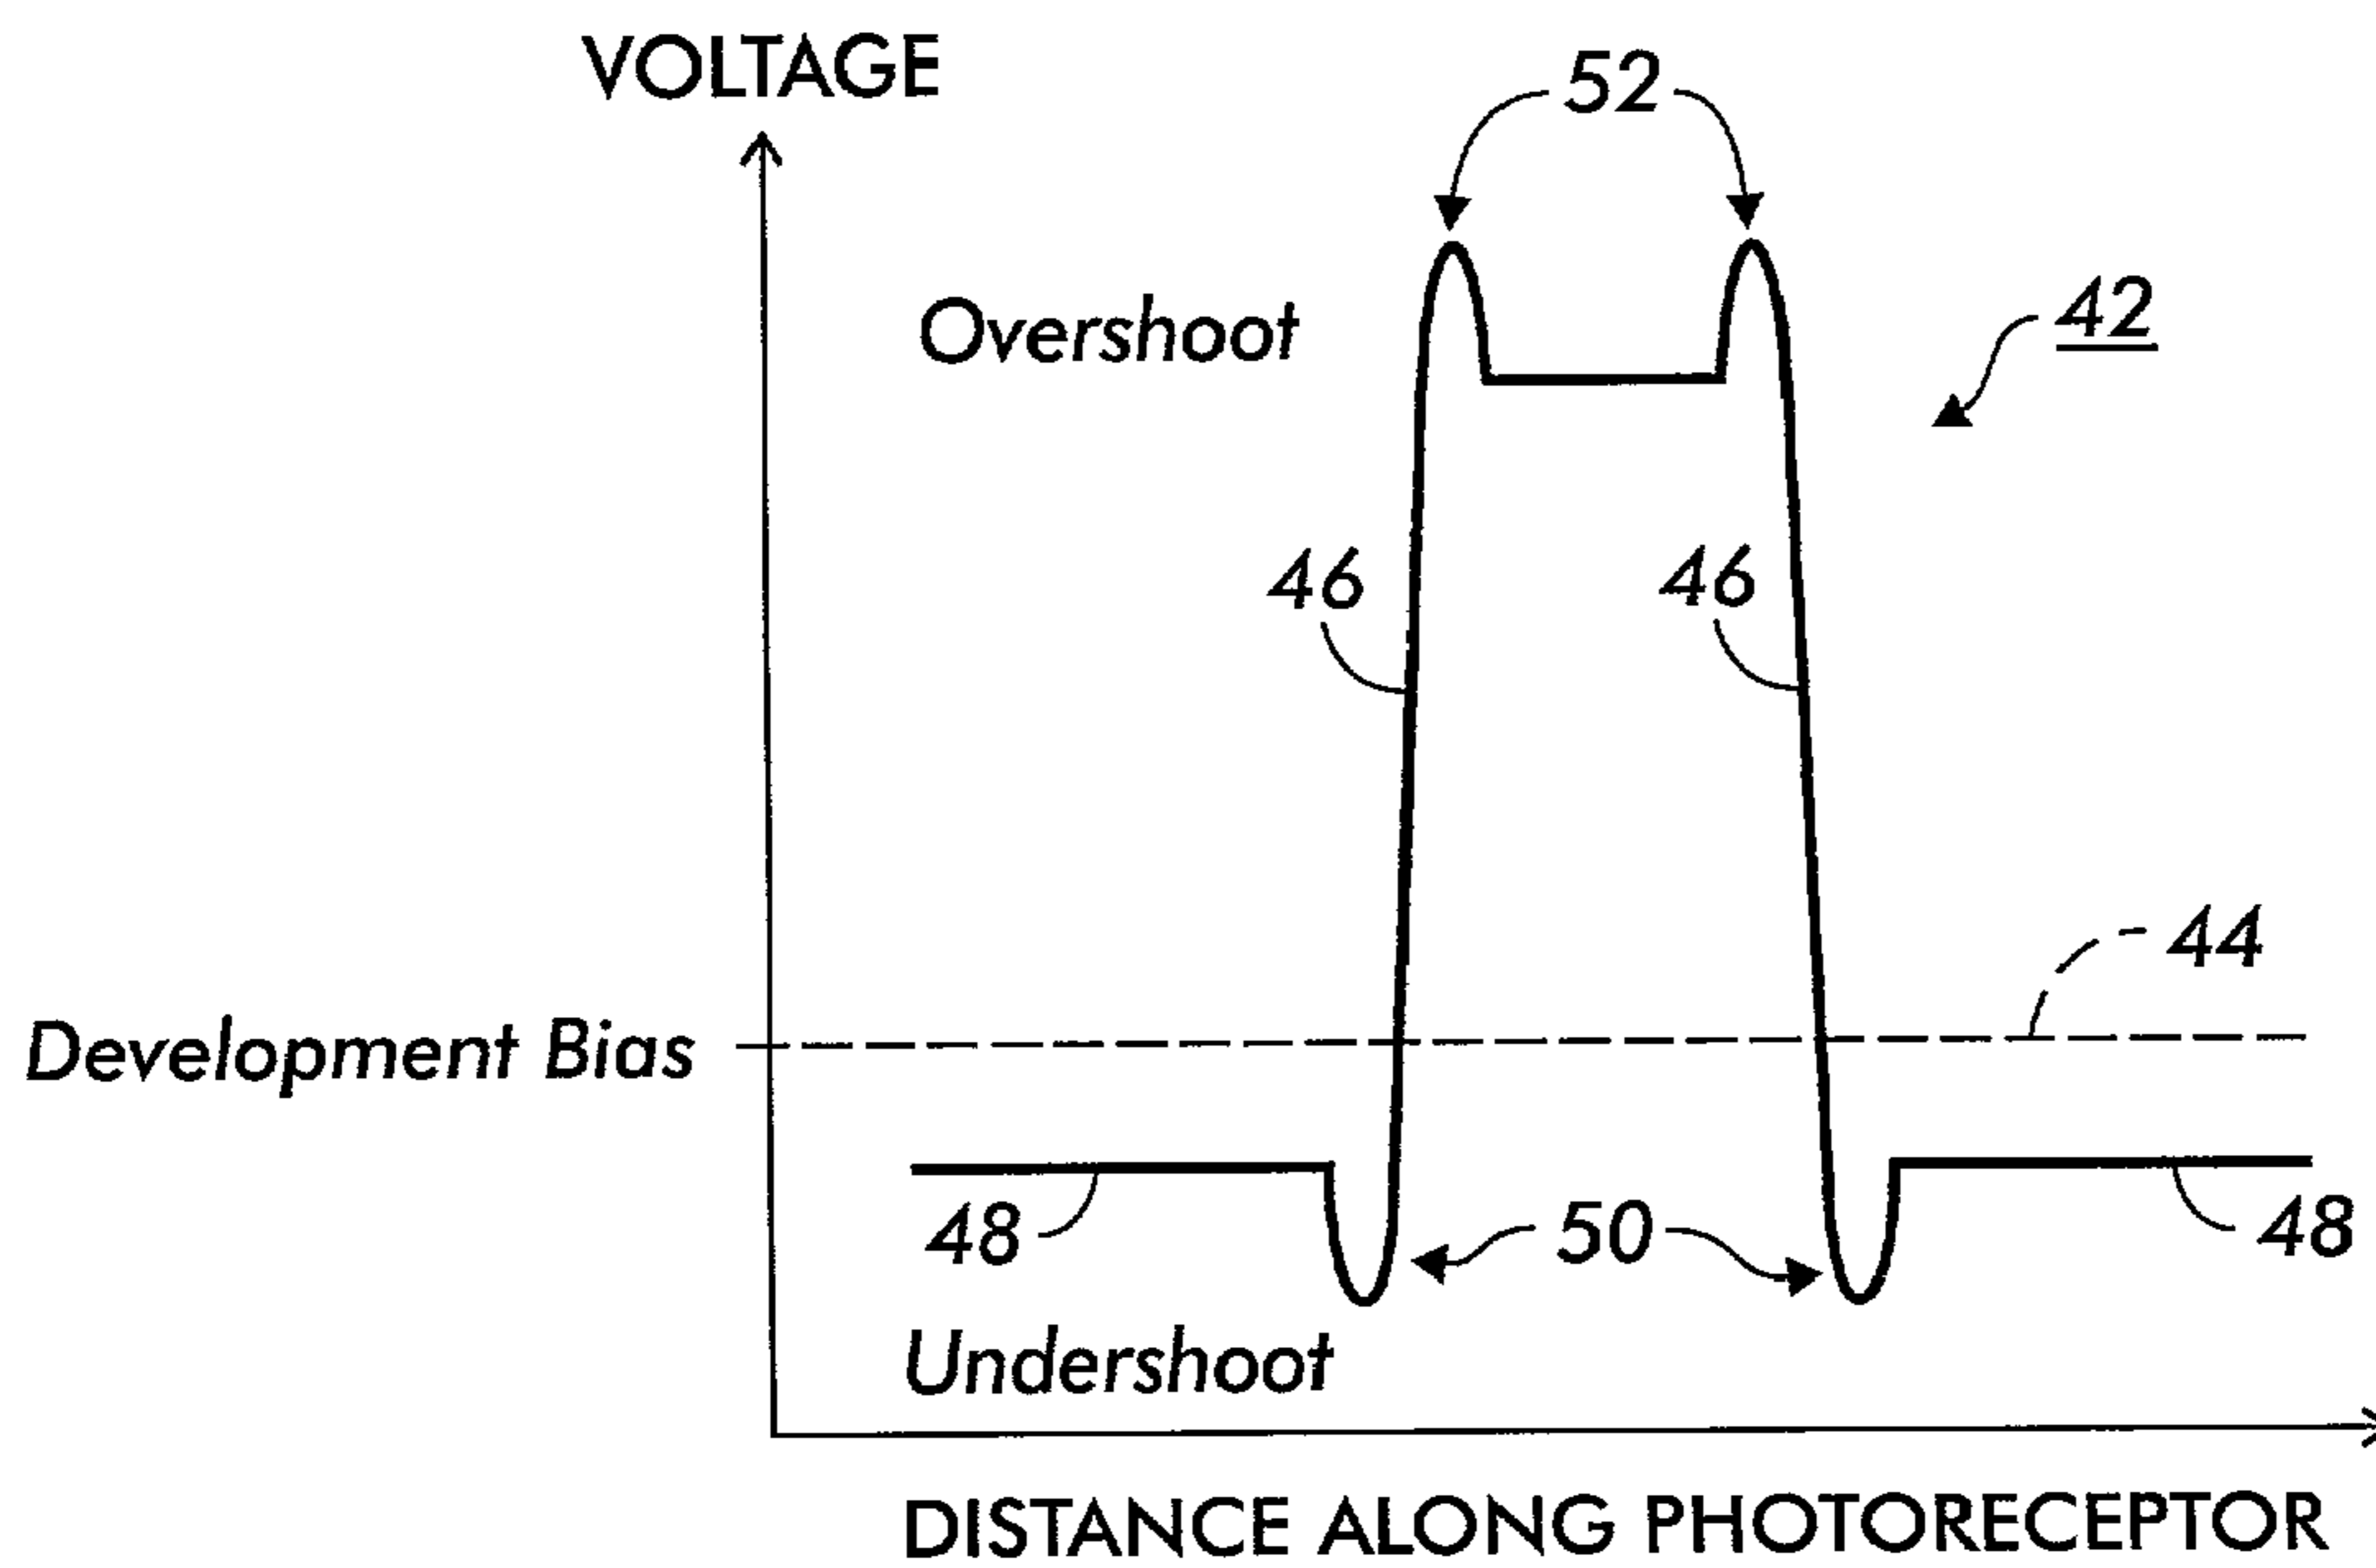 VOLTAGE
52
Overshoot
42
46
46
44
Development Bias
48
50
48
Undershoot
DISTANCE ALONG PHOTORECEPTOR